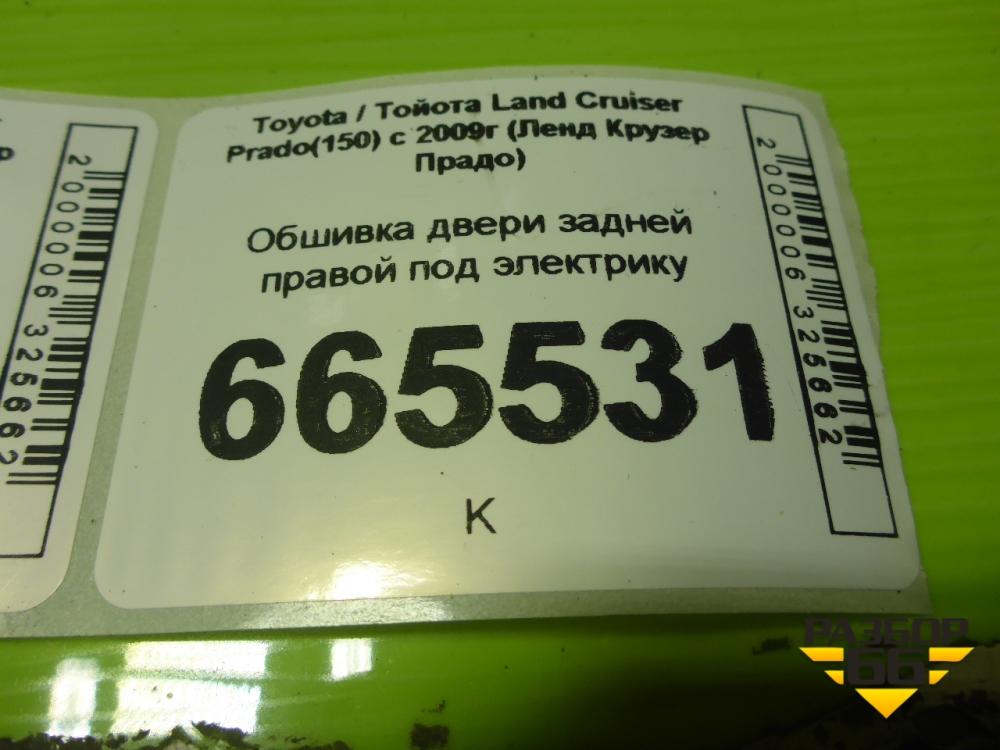 Toyota / Тойота Land Cruiser
Prado(150) с 2009г (Ленд Крузер
Прадо)
Обшивка двери задней
правой под электрику
665531
К
2000006325662
2000006325662
РАЗБОР
66